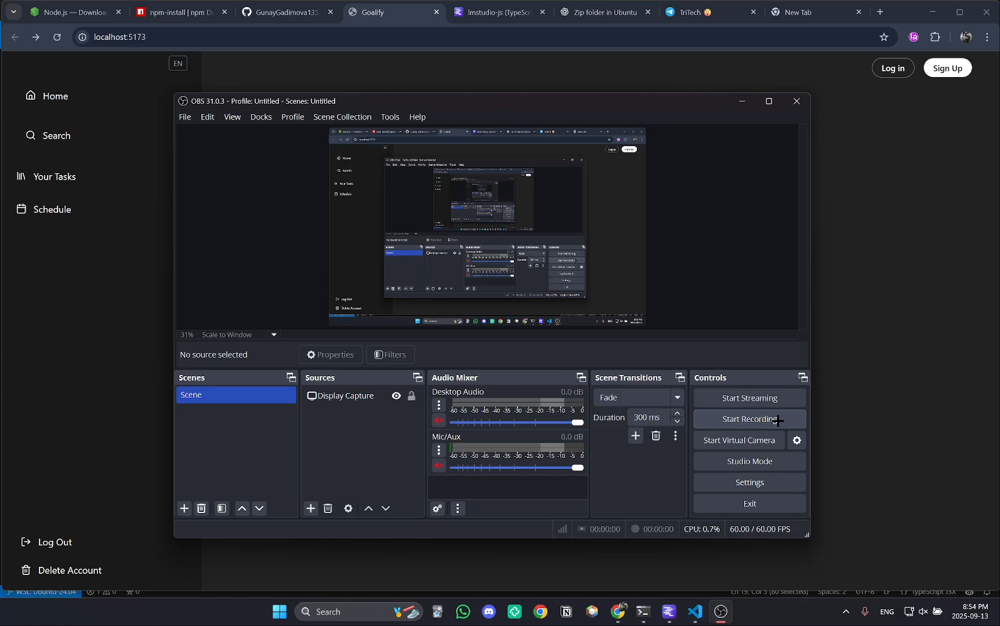 Node.js — Downloa
npm-install | npm D
GunayGadimova135
Goalify
lmstudio-js (TypeScri
Zip folder in Ubuntu
TriTech
New Tab
localhost:5173
EN
Log in
Sign Up
Home
Search
Your Tasks
Schedule
Log Out
Delete Account
OBS 31.0.3 - Profile: Untitled - Scenes: Untitled
File Edit View Docks Profile Scene Collection Tools Help
31% Scale to Window
No source selected
Properties
Filters
Scenes
Scene
Sources
Display Capture
Audio Mixer
Desktop Audio 0.0 dB
-60 -55 -50 -45 -40 -35 -30 -25 -20 -15 -10 -5 0
Mic/Aux 0.0 dB
-60 -55 -50 -45 -40 -35 -30 -25 -20 -15 -10 -5 0
Scene Transitions
Fade
Duration 300 ms
Controls
Start Streaming
Start Recording
Start Virtual Camera
Studio Mode
Settings
Exit
00:00:00 00:00:00 CPU: 0.7% 60.00 / 60.00 FPS
WSL: Ubuntu-24.04 1 0 0
Ln 19, Col 5 (80 selected) Spaces: 2 UTF-8 LF TypeScript JSX
Search
ENG
8:54 PM
2025-09-13